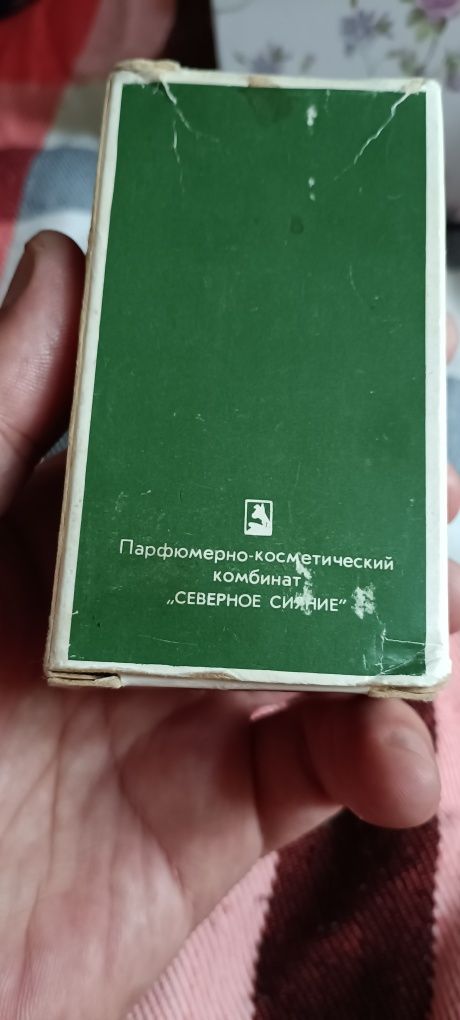 Парфюмерно-косметический
комбинат
„СЕВЕРНОЕ СИЯНИЕ”